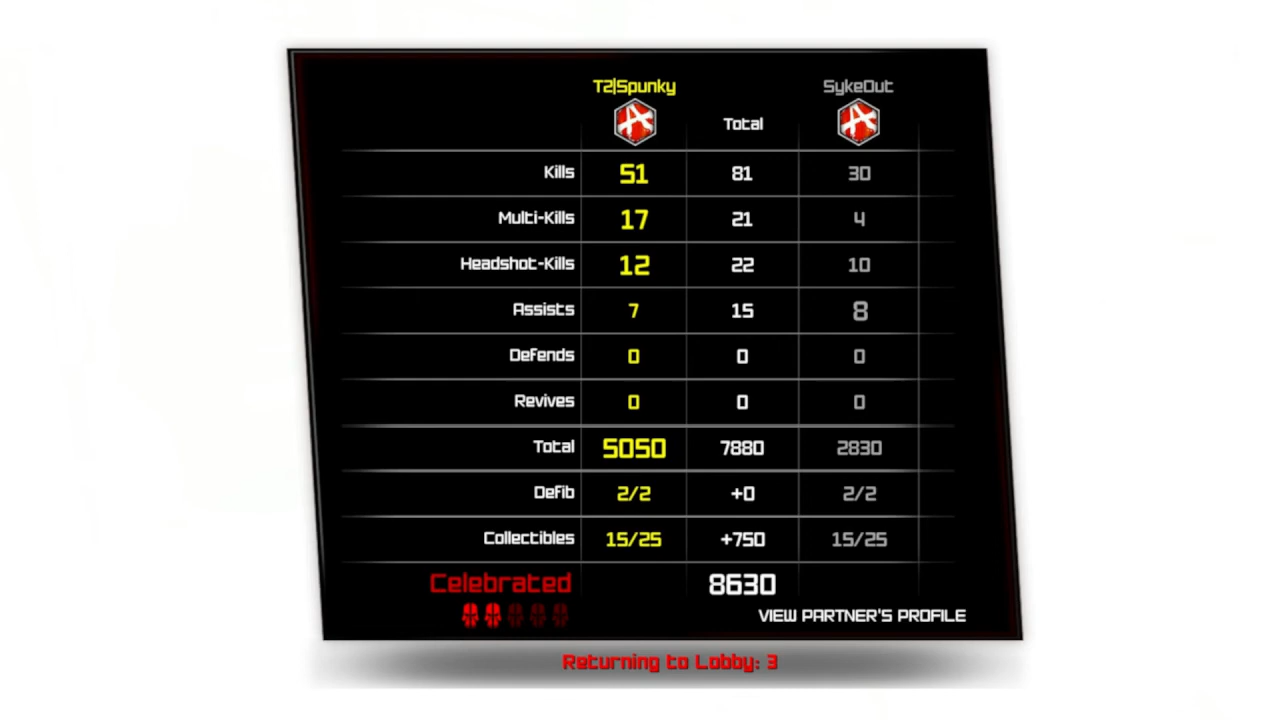 T2|Spunky SykeOut
Total
Kills 51 81 30
Multi-Kills 17 21 4
Headshot-Kills 12 22 10
Assists 7 15 8
Defends 0 0 0
Revives 0 0 0
Total 5050 7880 2830
Defib 2/2 +0 2/2
Collectibles 15/25 +750 15/25
Celebrated 8630
VIEW PARTNER'S PROFILE
Returning to Lobby: 3